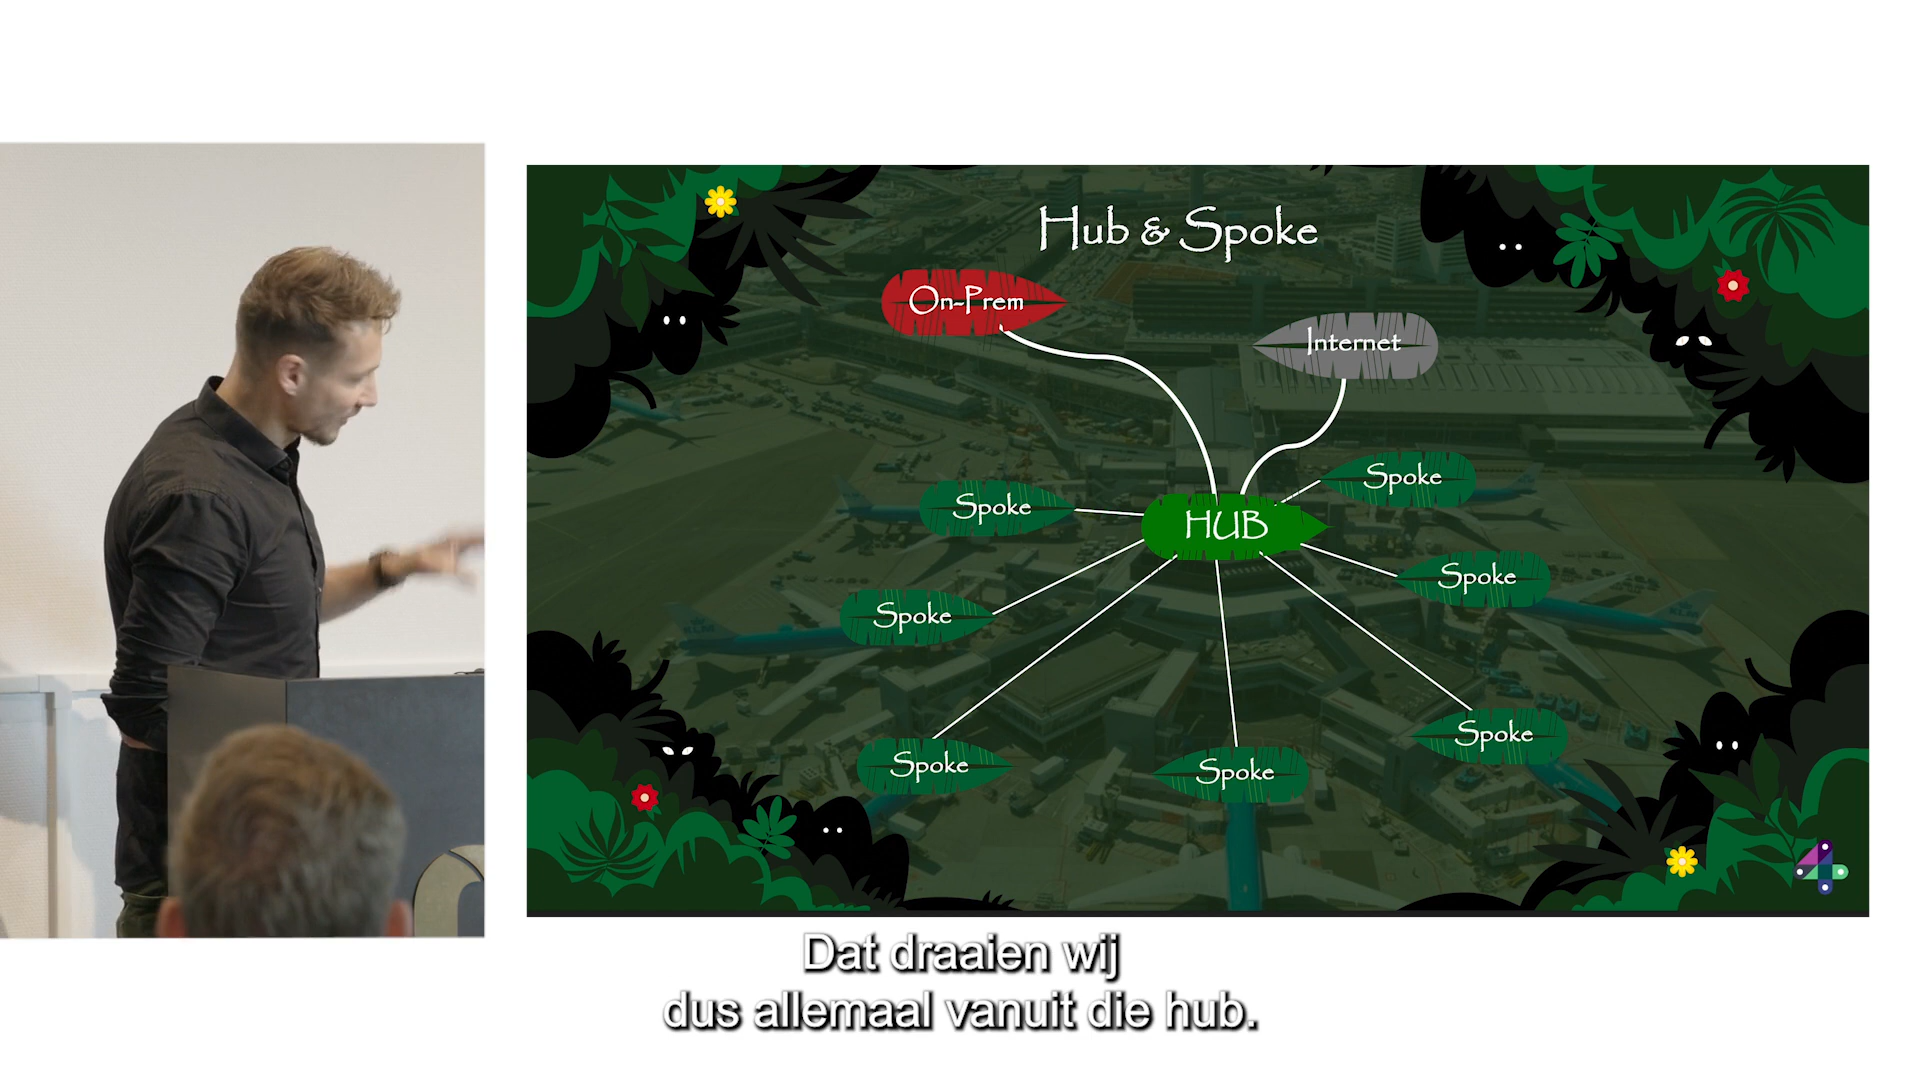 Hub & Spoke
On-Prem
Internet
Spoke
Spoke
HUB
Spoke
Spoke
Spoke
Spoke
Spoke
Dat draaien wij
dus allemaal vanuit die hub.